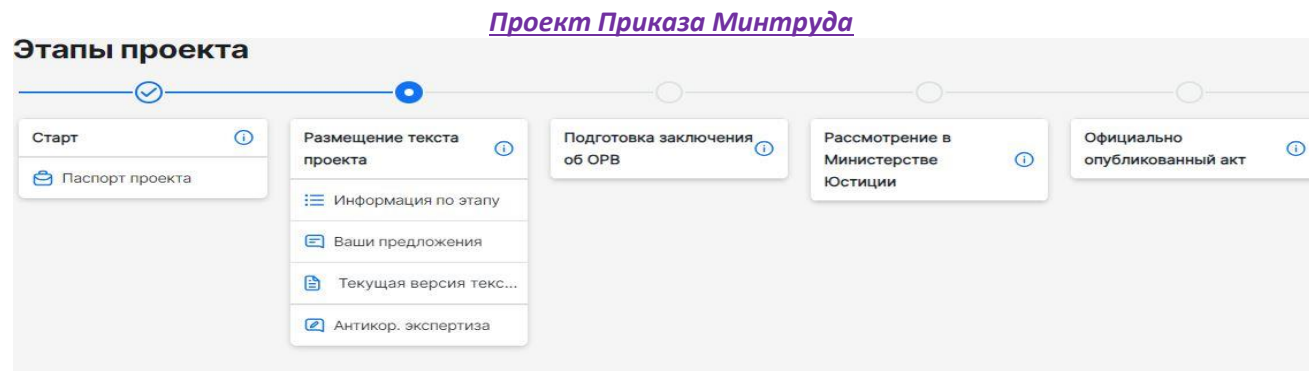 Проект Приказа Минтруда
Этапы проекта
Старт
Паспорт проекта
Размещение текста
проекта
Информация по этапу
Ваши предложения
Текущая версия текс...
Антикор. экспертиза
Подготовка заключения
об ОРВ
Рассмотрение в
Министерстве
Юстиции
Официально
опубликованный акт